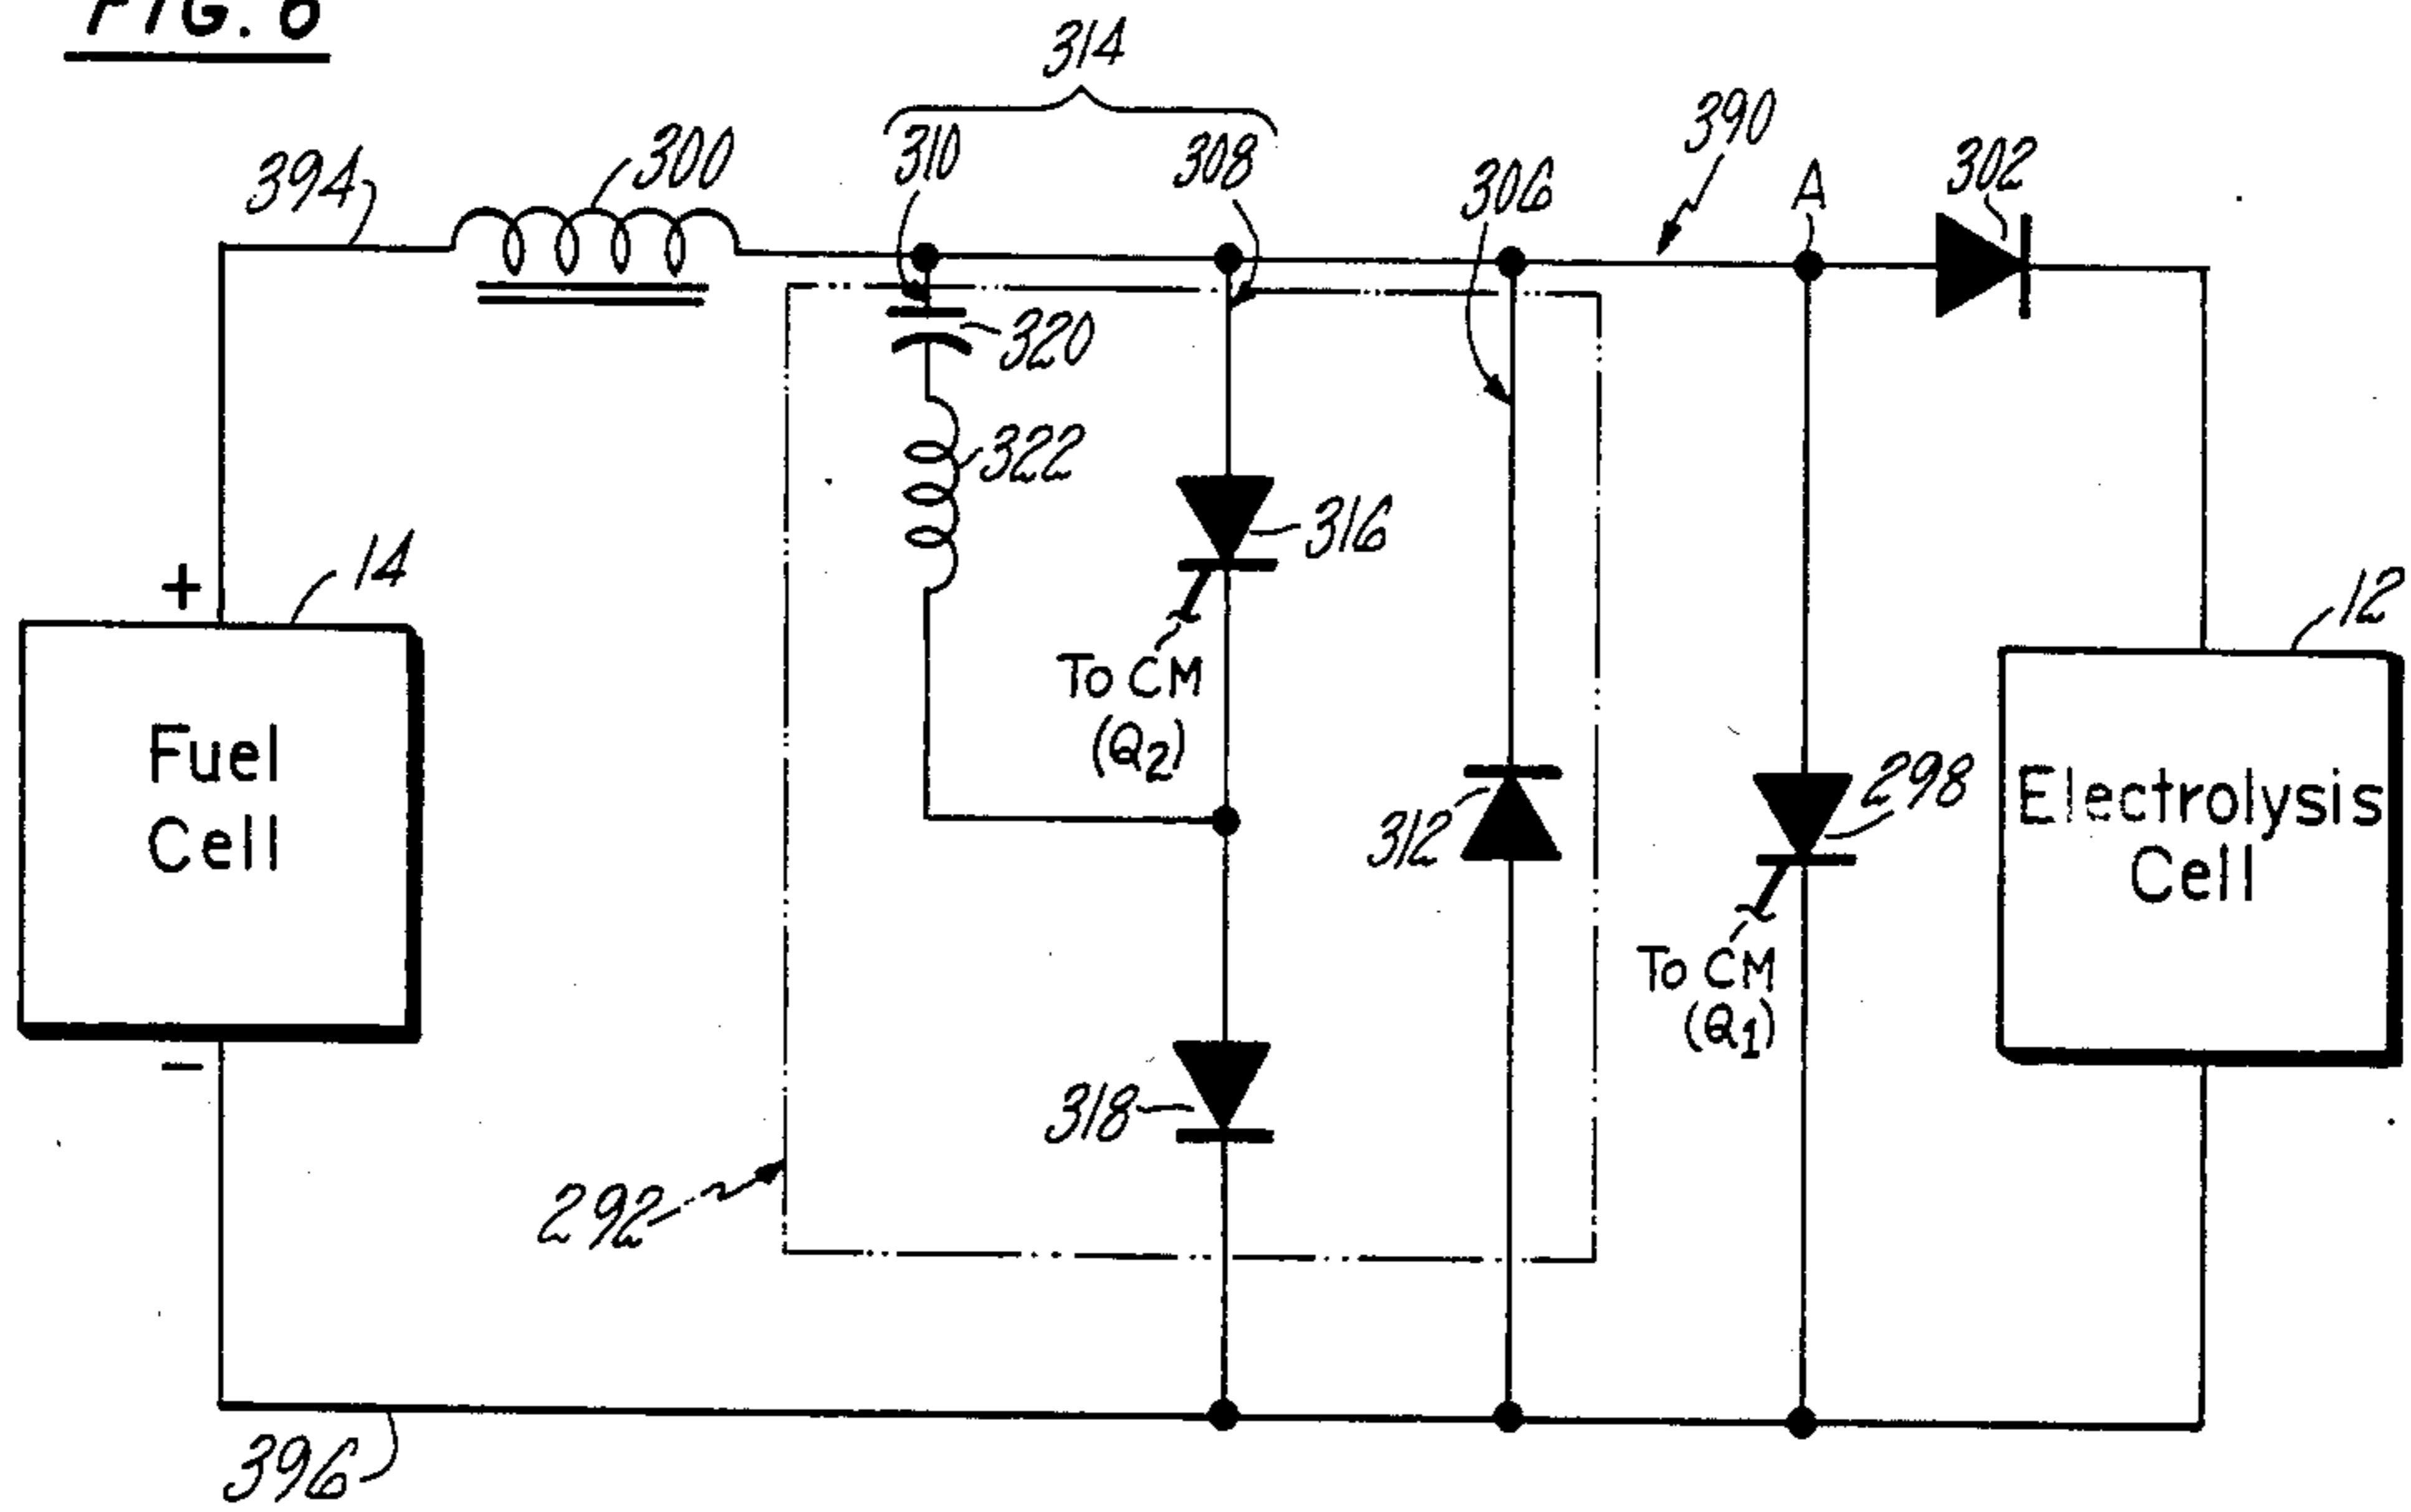 FIG. 6
314
390
310
308
302
300
394
306
A
320
322
316
14
12
+
To CM
(Q2)
Fuel
Cell
298
Electrolysis
Cell
312
To CM
(Q1)
−
318
292
396